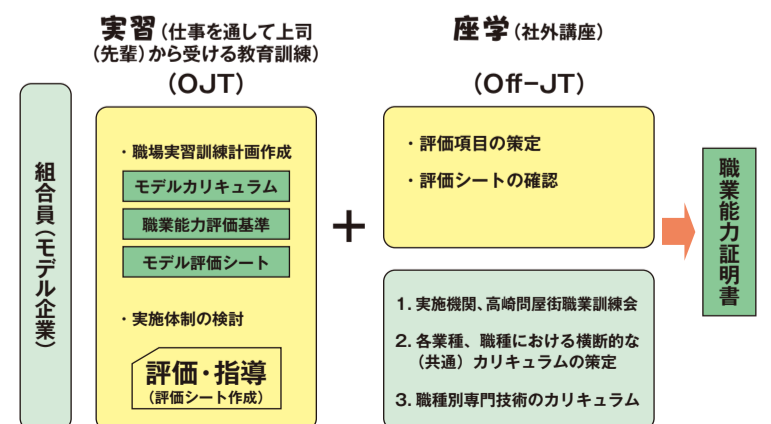 実習（仕事を通して上司
（先輩）から受ける教育訓練）
（OJT）
座学（社外講座）
（Off-JT）
組合員（モデル企業）
・職場実習訓練計画作成
モデルカリキュラム
職業能力評価基準
モデル評価シート
・実施体制の検討
評価・指導
（評価シート作成）
＋
・評価項目の策定
・評価シートの確認
1. 実施機関、高崎問屋街職業訓練会
2. 各業種、職種における横断的な
（共通）カリキュラムの策定
3. 職種別専門技術のカリキュラム
職業能力証明書